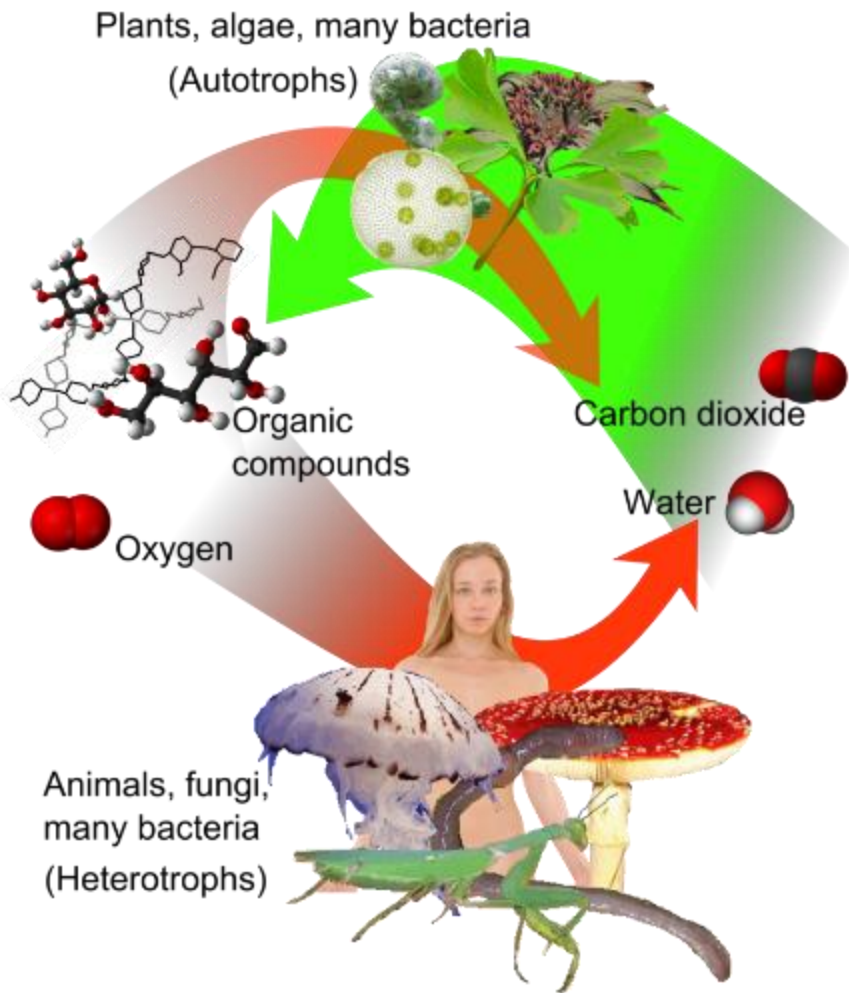 Plants, algae, many bacteria
(Autotrophs)
Organic
compounds
Oxygen
Carbon dioxide
Water
Animals, fungi,
many bacteria
(Heterotrophs)